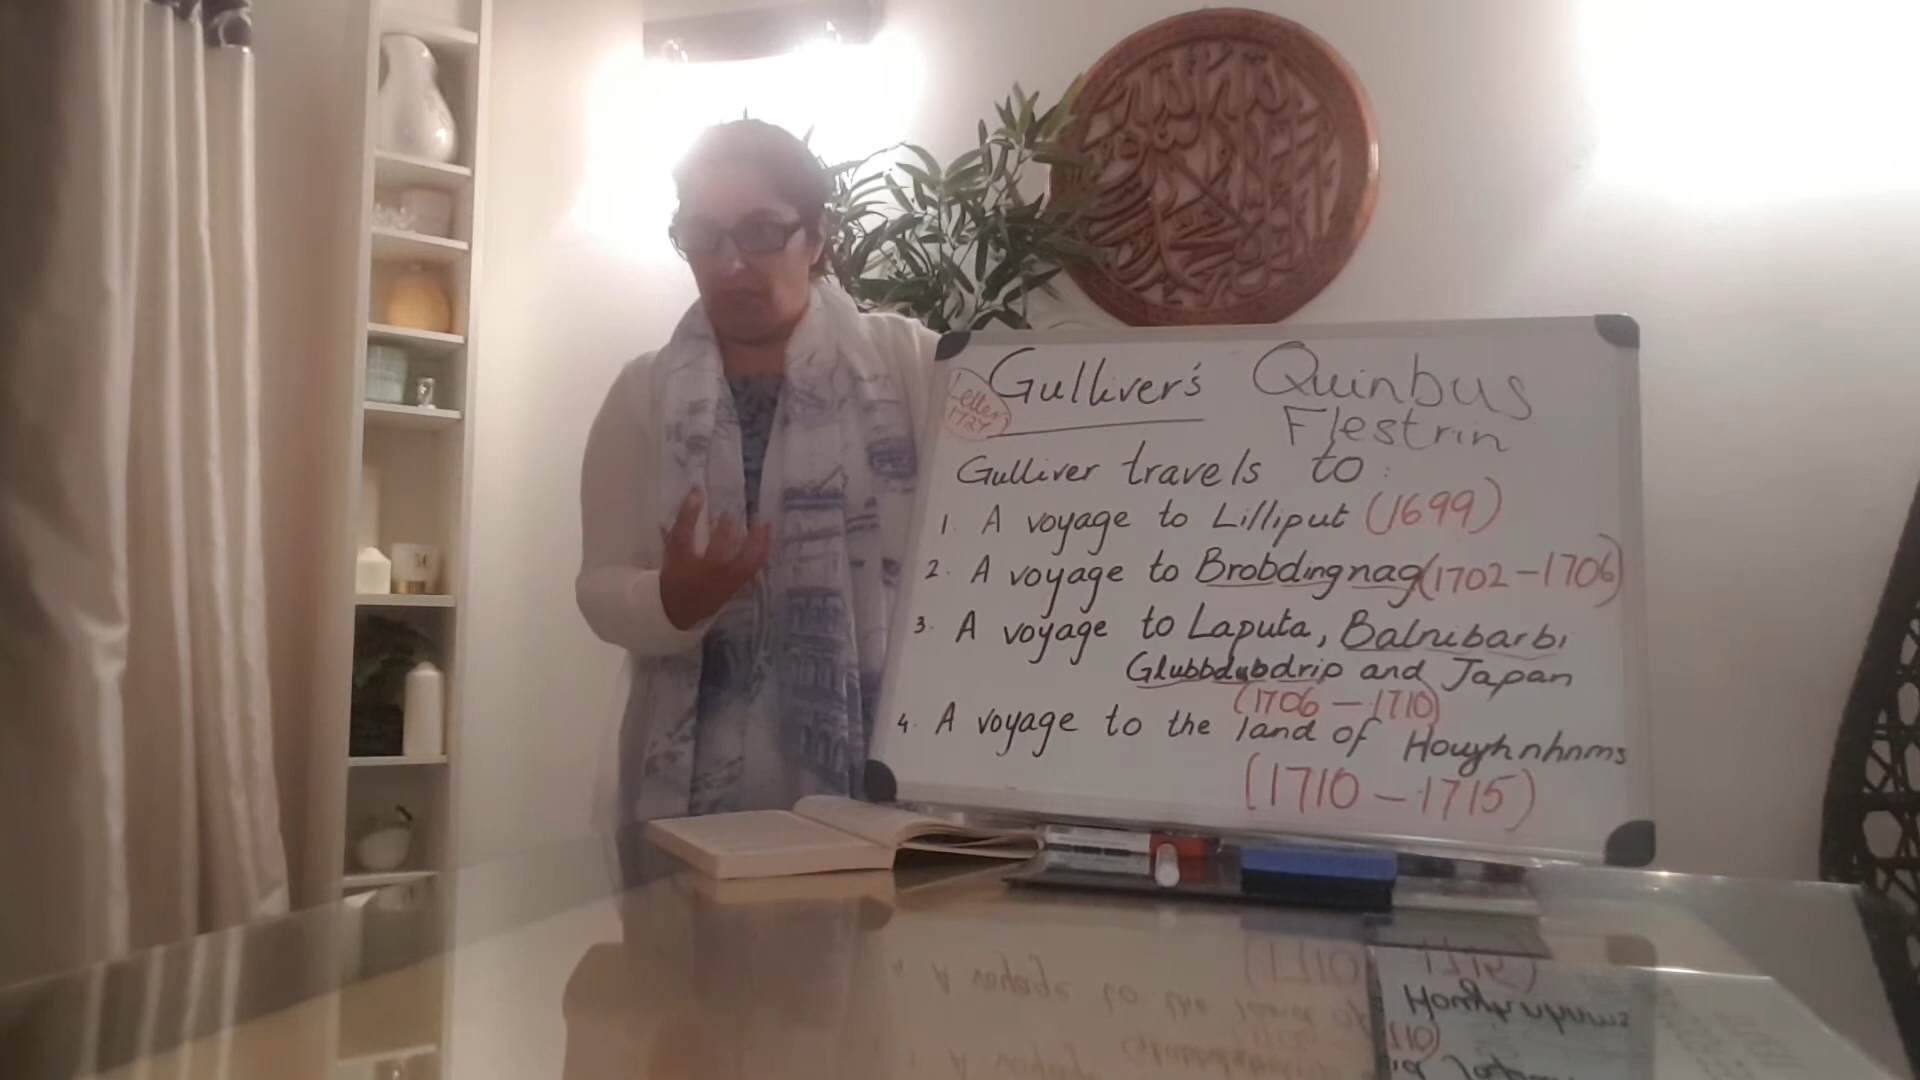 Letter
1727
Gulliver's Quinbus
Flestrin
Gulliver travels to:
1. A voyage to Lilliput (1699)
2. A voyage to Brobdingnag (1702-1706)
3. A voyage to Laputa, Balnibarbi
Glubbdubdrip and Japan
(1706-1710)
4. A voyage to the land of Houyhnhnms
(1710-1715)